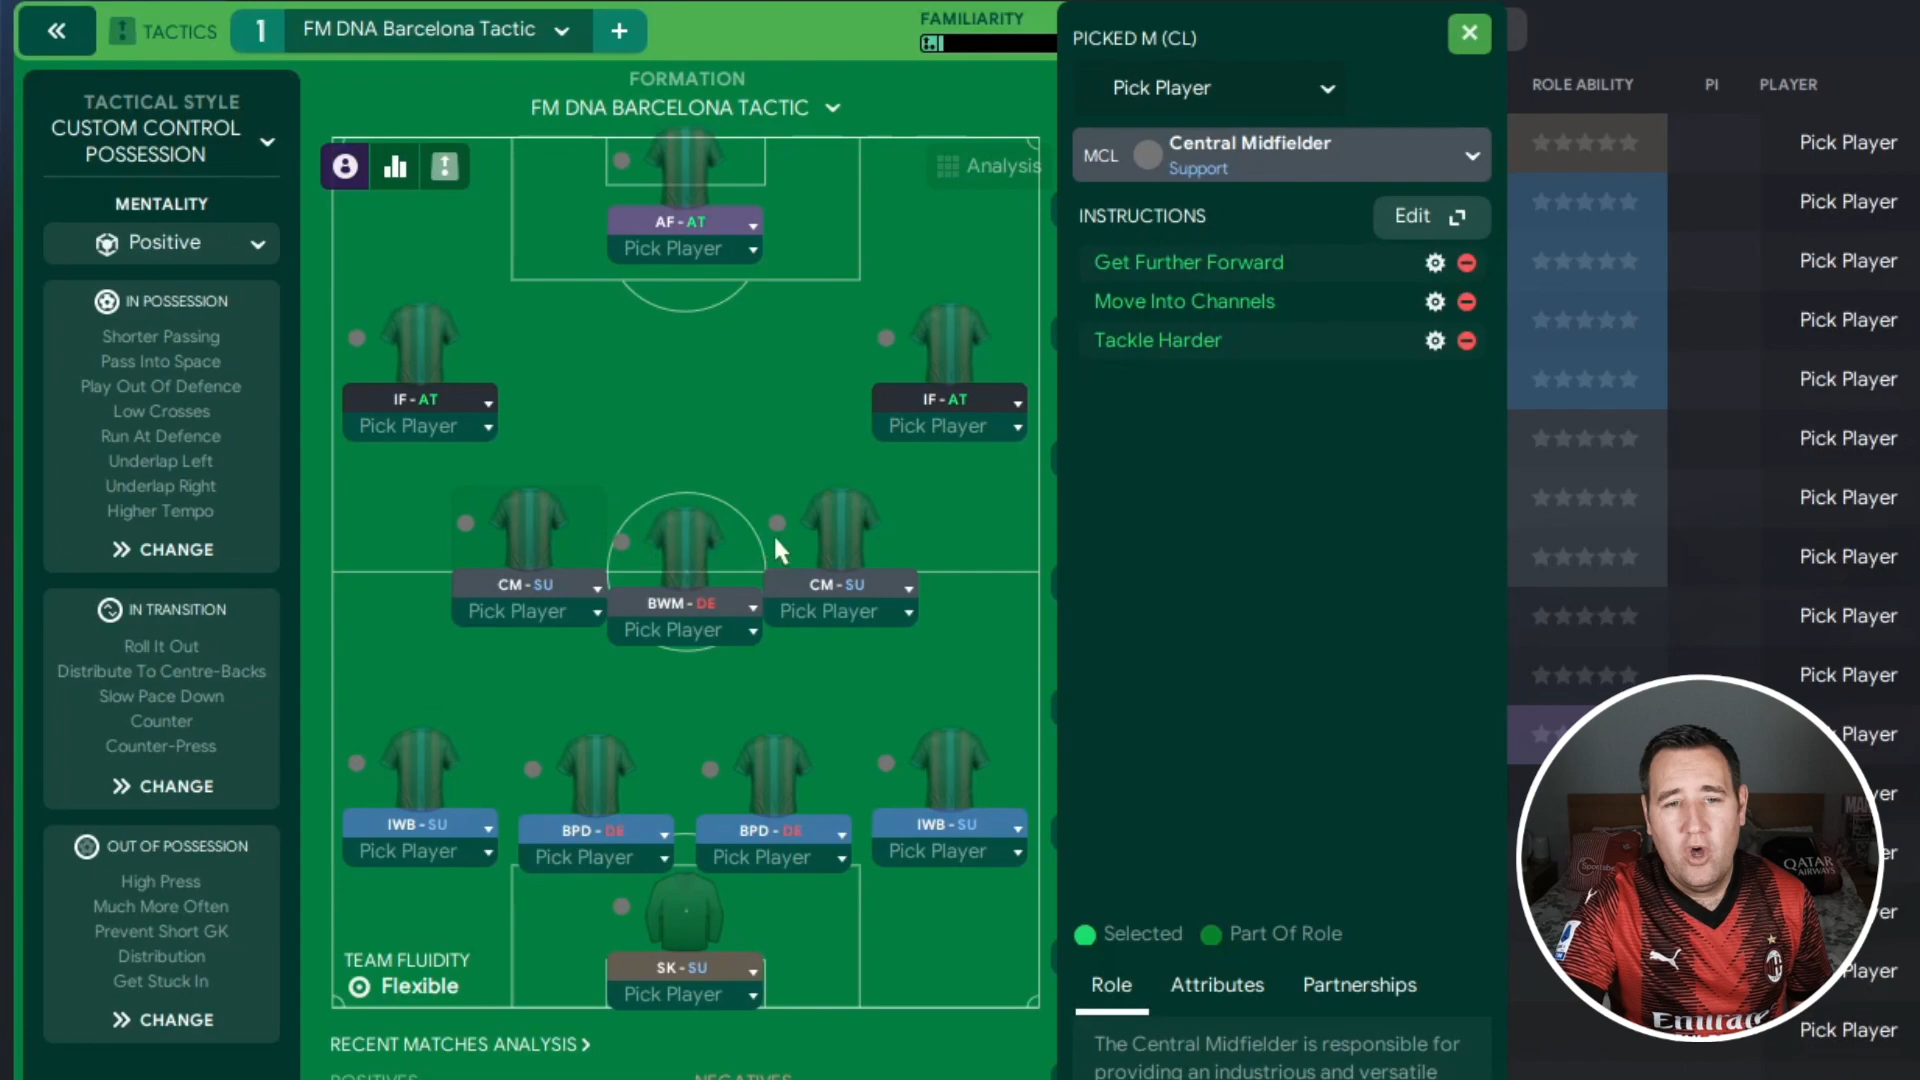 TACTICS
1
FM DNA Barcelona Tactic
FAMILIARITY
TACTICAL STYLE
CUSTOM CONTROL
POSSESSION
MENTALITY
Positive
IN POSSESSION
Shorter Passing
Pass Into Space
Play Out Of Defence
Low Crosses
Run At Defence
Underlap Left
Underlap Right
Higher Tempo
CHANGE
IN TRANSITION
Roll It Out
Distribute To Centre-Backs
Slow Pace Down
Counter
Counter-Press
CHANGE
OUT OF POSSESSION
High Press
Much More Often
Prevent Short GK
Distribution
Get Stuck In
CHANGE
FORMATION
FM DNA BARCELONA TACTIC
Analysis
AF - AT
Pick Player
IF - AT
Pick Player
IF - AT
Pick Player
CM - SU
Pick Player
BWM - DE
Pick Player
CM - SU
Pick Player
IWB - SU
Pick Player
BPD - DE
Pick Player
BPD - DE
Pick Player
IWB - SU
Pick Player
SK - SU
Pick Player
TEAM FLUIDITY
Flexible
RECENT MATCHES ANALYSIS
POSITIVES
NEGATIVES
PICKED M (CL)
Pick Player
MCL
Central Midfielder
Support
INSTRUCTIONS
Edit
Get Further Forward
Move Into Channels
Tackle Harder
Selected
Part Of Role
Role
Attributes
Partnerships
The Central Midfielder is responsible for
providing an industrious and versatile
ROLE ABILITY
PI
PLAYER
Pick Player
Pick Player
Pick Player
Pick Player
Pick Player
Pick Player
Pick Player
Pick Player
Pick Player
Pick Player
Player
Player
Pick Player
QATAR
AIRWAYS
Emirates